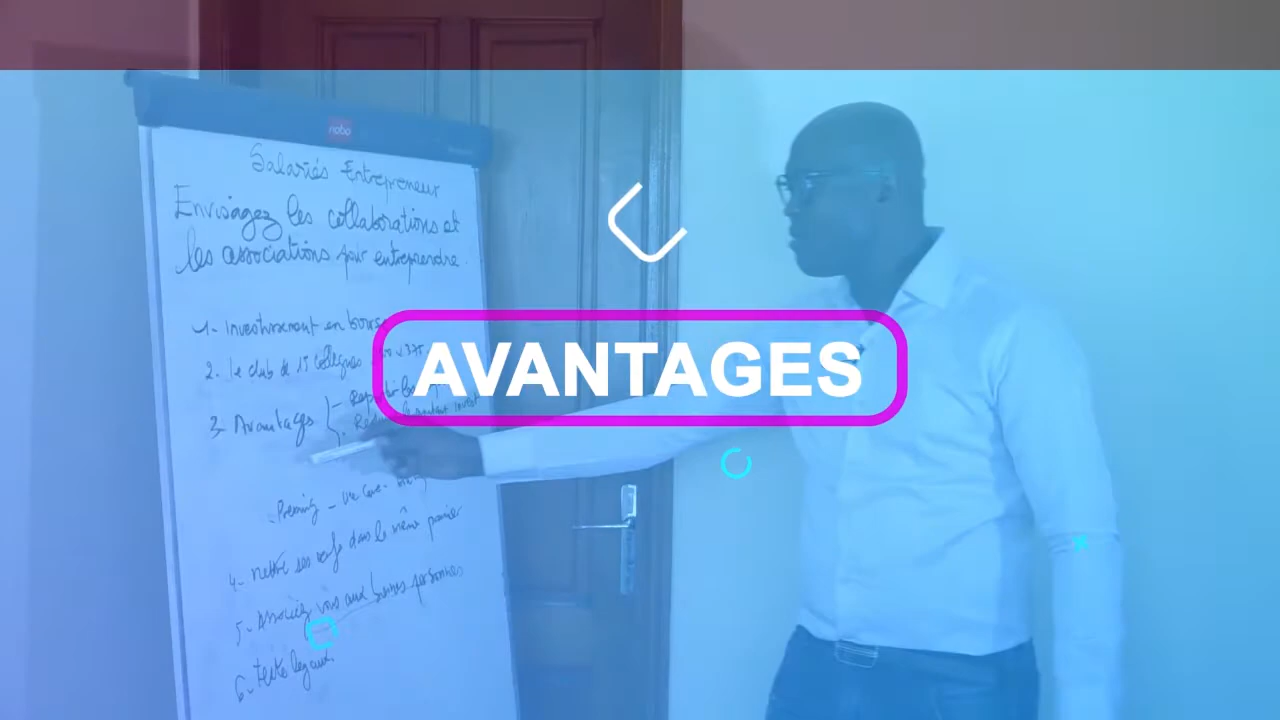 nobo
Salariés Entrepreneur
Envisagez les collaborations et
les associations pour entreprendre.
1- Investissement en bourse
2. le club de 15 collègues
3- Avantages
AVANTAGES
4- mettre ses oeufs dans le même panier
5- Associez vous aux bonnes personnes
6- texte legaux